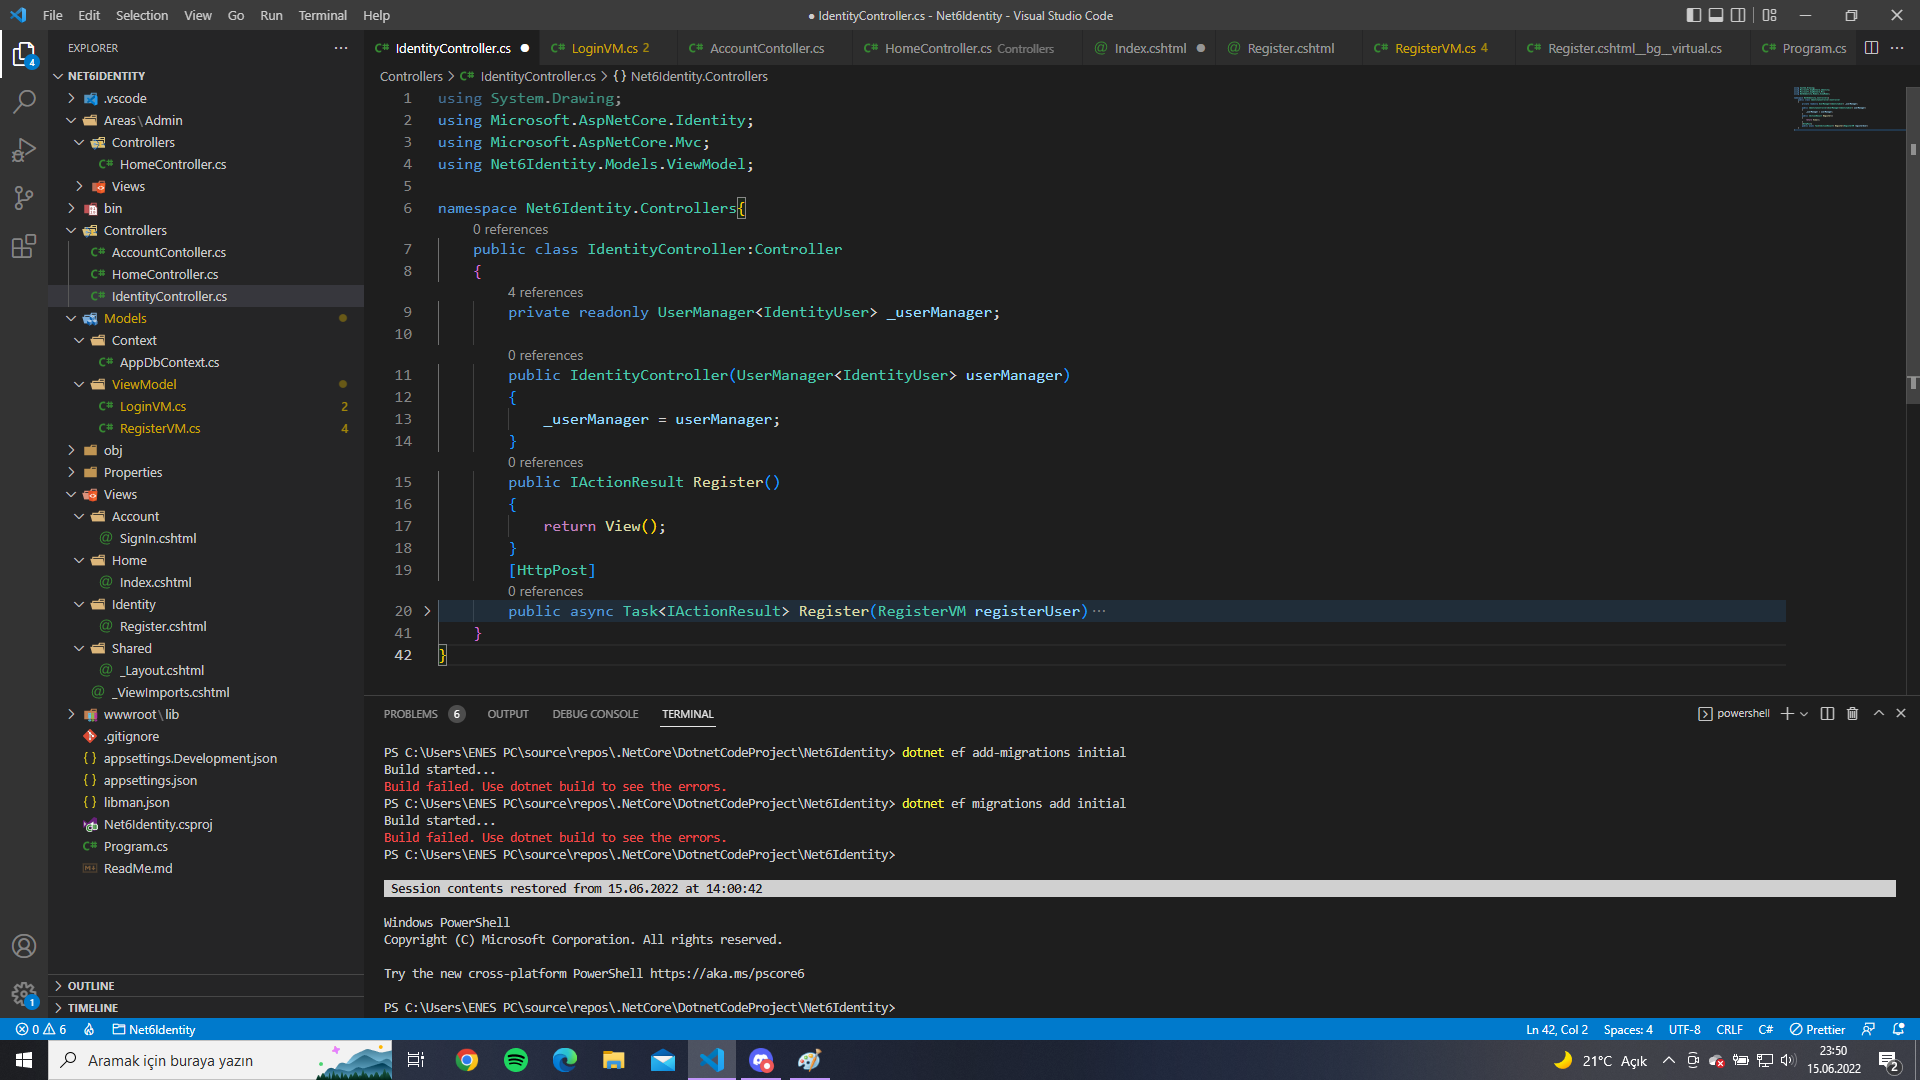 File Edit Selection View Go Run Terminal Help
● IdentityController.cs - Net6Identity - Visual Studio Code
EXPLORER
NET6IDENTITY
.vscode
Areas\Admin
Controllers
C# HomeController.cs
Views
bin
Controllers
C# AccountContoller.cs
C# HomeController.cs
C# IdentityController.cs
Models
Context
C# AppDbContext.cs
ViewModel
C# LoginVM.cs 2
C# RegisterVM.cs 4
obj
Properties
Views
Account
@ SignIn.cshtml
Home
@ Index.cshtml
Identity
@ Register.cshtml
Shared
@ _Layout.cshtml
@ _ViewImports.cshtml
wwwroot\lib
.gitignore
{} appsettings.Development.json
{} appsettings.json
{} libman.json
Net6Identity.csproj
C# Program.cs
ReadMe.md
OUTLINE
TIMELINE
4
1
C# IdentityController.cs ● C# LoginVM.cs 2 C# AccountContoller.cs C# HomeController.cs Controllers @ Index.cshtml ● @ Register.cshtml C# RegisterVM.cs 4 C# Register.cshtml__bg__virtual.cs C# Program.cs
Controllers > C# IdentityController.cs > {} Net6Identity.Controllers
1 using System.Drawing;
2 using Microsoft.AspNetCore.Identity;
3 using Microsoft.AspNetCore.Mvc;
4 using Net6Identity.Models.ViewModel;
5
6 namespace Net6Identity.Controllers{
0 references
7 public class IdentityController:Controller
8 {
4 references
9 private readonly UserManager<IdentityUser> _userManager;
10
0 references
11 public IdentityController(UserManager<IdentityUser> userManager)
12 {
13 _userManager = userManager;
14 }
0 references
15 public IActionResult Register()
16 {
17 return View();
18 }
19 [HttpPost]
0 references
20 > public async Task<IActionResult> Register(RegisterVM registerUser)···
41 }
42 }
PROBLEMS 6 OUTPUT DEBUG CONSOLE TERMINAL
powershell
PS C:\Users\ENES PC\source\repos\.NetCore\DotnetCodeProject\Net6Identity> dotnet ef add-migrations initial
Build started...
Build failed. Use dotnet build to see the errors.
PS C:\Users\ENES PC\source\repos\.NetCore\DotnetCodeProject\Net6Identity> dotnet ef migrations add initial
Build started...
Build failed. Use dotnet build to see the errors.
PS C:\Users\ENES PC\source\repos\.NetCore\DotnetCodeProject\Net6Identity>
Session contents restored from 15.06.2022 at 14:00:42
Windows PowerShell
Copyright (C) Microsoft Corporation. All rights reserved.
Try the new cross-platform PowerShell https://aka.ms/pscore6
PS C:\Users\ENES PC\source\repos\.NetCore\DotnetCodeProject\Net6Identity>
0 6 Net6Identity Ln 42, Col 2 Spaces: 4 UTF-8 CRLF C# Prettier
Aramak için buraya yazın
21°C Açık
23:50
15.06.2022
2